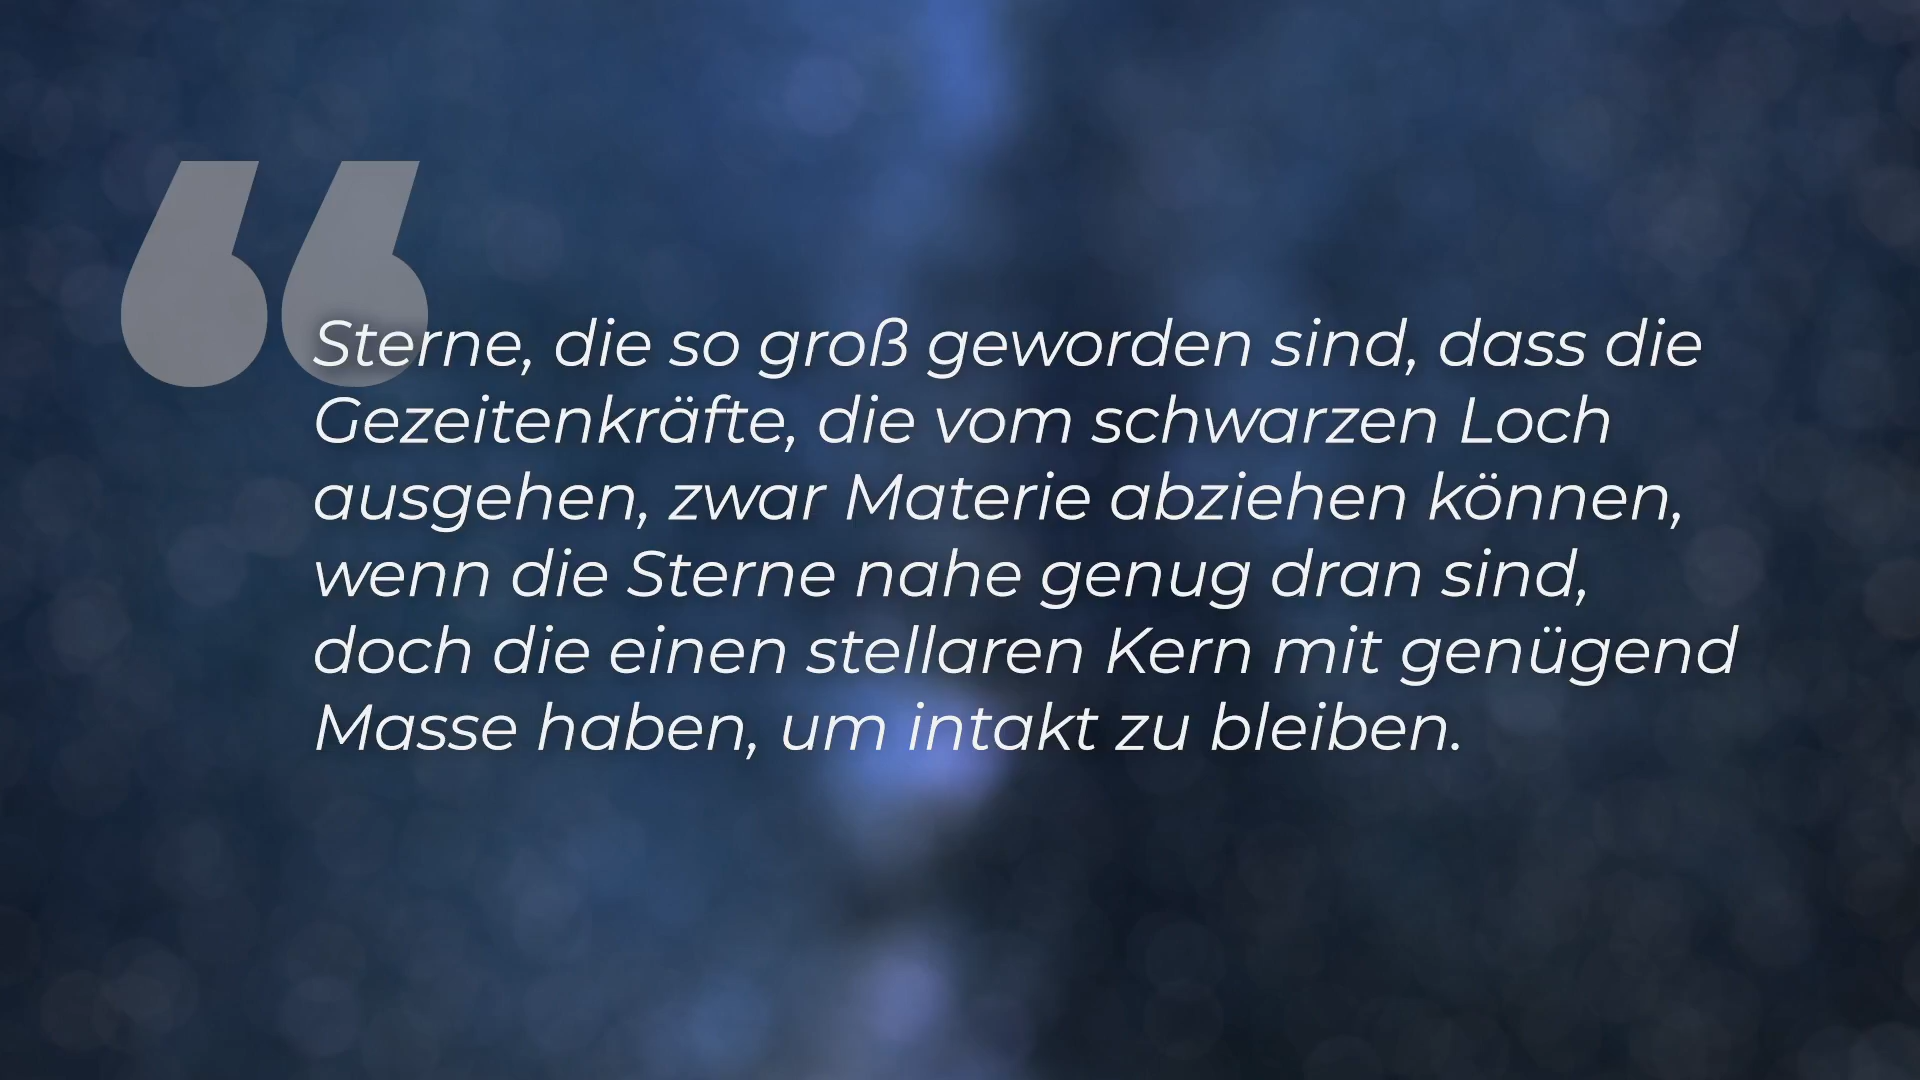 “
Sterne, die so groß geworden sind, dass die
Gezeitenkräfte, die vom schwarzen Loch
ausgehen, zwar Materie abziehen können,
wenn die Sterne nahe genug dran sind,
doch die einen stellaren Kern mit genügend
Masse haben, um intakt zu bleiben.